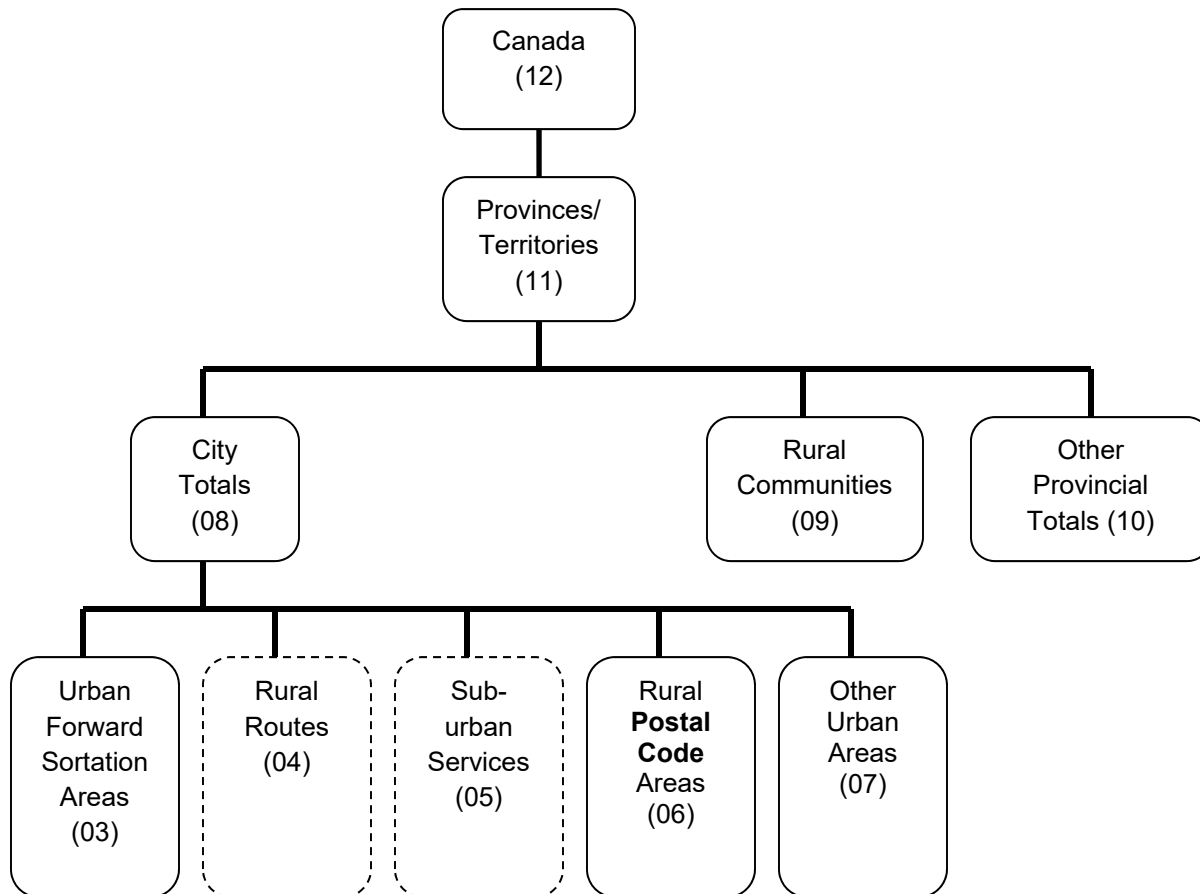 Canada
(12)
Provinces/
Territories
(11)
City
Totals
(08)
Rural
Communities
(09)
Other
Provincial
Totals (10)
Urban
Forward
Sortation
Areas
(03)
Rural
Routes
(04)
Sub-
urban
Services
(05)
Rural
Postal
Code
Areas
(06)
Other
Urban
Areas
(07)